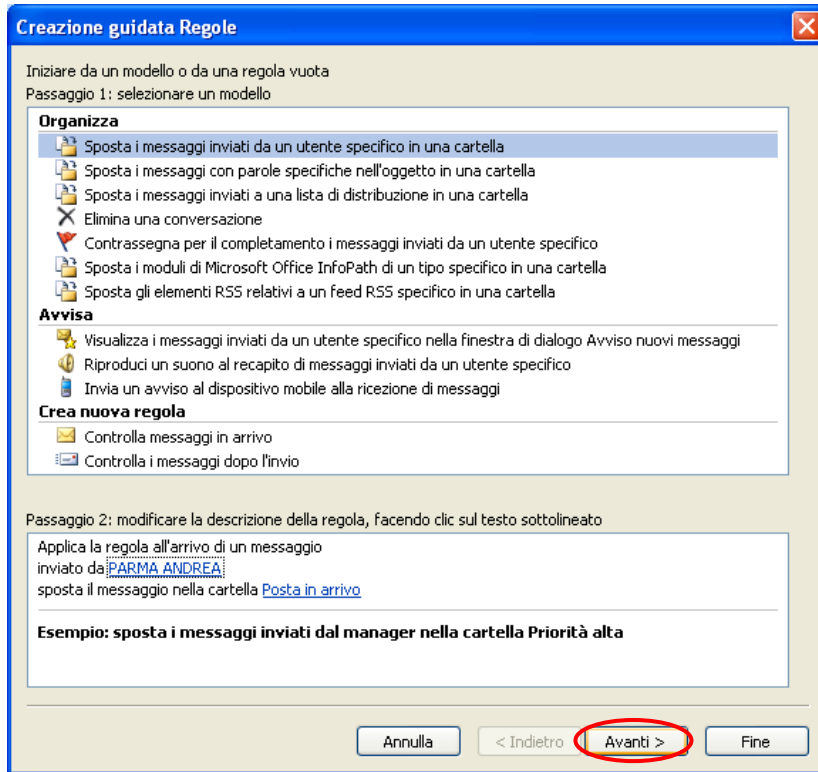 Creazione guidata Regole
Iniziare da un modello o da una regola vuota
Passaggio 1: selezionare un modello
Organizza
Sposta i messaggi inviati da un utente specifico in una cartella
Sposta i messaggi con parole specifiche nell'oggetto in una cartella
Sposta i messaggi inviati a una lista di distribuzione in una cartella
Elimina una conversazione
Contrassegna per il completamento i messaggi inviati da un utente specifico
Sposta i moduli di Microsoft Office InfoPath di un tipo specifico in una cartella
Sposta gli elementi RSS relativi a un feed RSS specifico in una cartella
Avvisa
Visualizza i messaggi inviati da un utente specifico nella finestra di dialogo Avviso nuovi messaggi
Riproduci un suono al recapito di messaggi inviati da un utente specifico
Invia un avviso al dispositivo mobile alla ricezione di messaggi
Crea nuova regola
Controlla messaggi in arrivo
Controlla i messaggi dopo l'invio
Passaggio 2: modificare la descrizione della regola, facendo clic sul testo sottolineato
Applica la regola all'arrivo di un messaggio
inviato da PARMA ANDREA
sposta il messaggio nella cartella Posta in arrivo
Esempio: sposta i messaggi inviati dal manager nella cartella Priorità alta
Annulla < Indietro Avanti > Fine